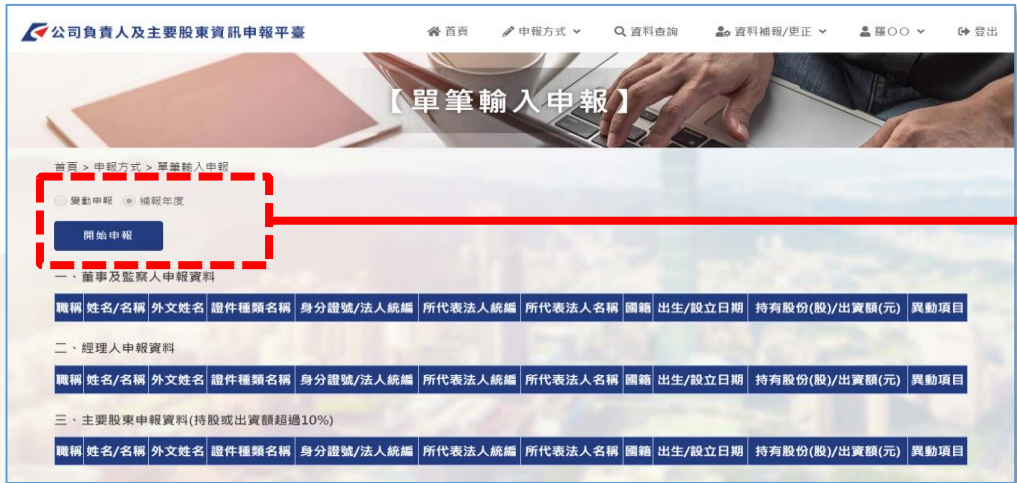 公司負責人及主要股東資訊申報平臺 首頁 申報方式 資料查詢 資料補報/更正 羅〇〇 登出
【單筆輸入申報】
首頁 > 申報方式 > 單筆輸入申報
變動申報 補報年度
開始申報
一、董事及監察人申報資料
職稱 姓名/名稱 外文姓名 證件種類名稱 身分證號/法人統編 所代表法人統編 所代表法人名稱 國籍 出生/設立日期 持有股份(股)/出資額(元) 異動項目
二、經理人申報資料
職稱 姓名/名稱 外文姓名 證件種類名稱 身分證號/法人統編 所代表法人統編 所代表法人名稱 國籍 出生/設立日期 持有股份(股)/出資額(元) 異動項目
三、主要股東申報資料(持股或出資額超過10%)
職稱 姓名/名稱 外文姓名 證件種類名稱 身分證號/法人統編 所代表法人統編 所代表法人名稱 國籍 出生/設立日期 持有股份(股)/出資額(元) 異動項目